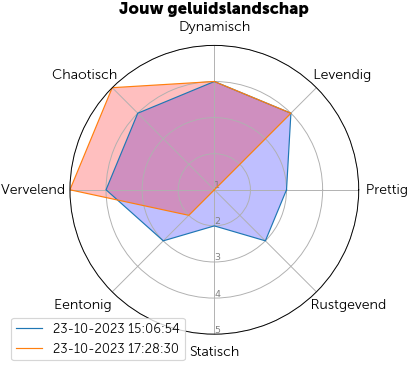 Jouw geluidslandschap
Dynamisch
Chaotisch
Levendig
Vervelend
1
Prettig
2
3
Eentonig
4
Rustgevend
5
23-10-2023 15:06:54
23-10-2023 17:28:30
Statisch